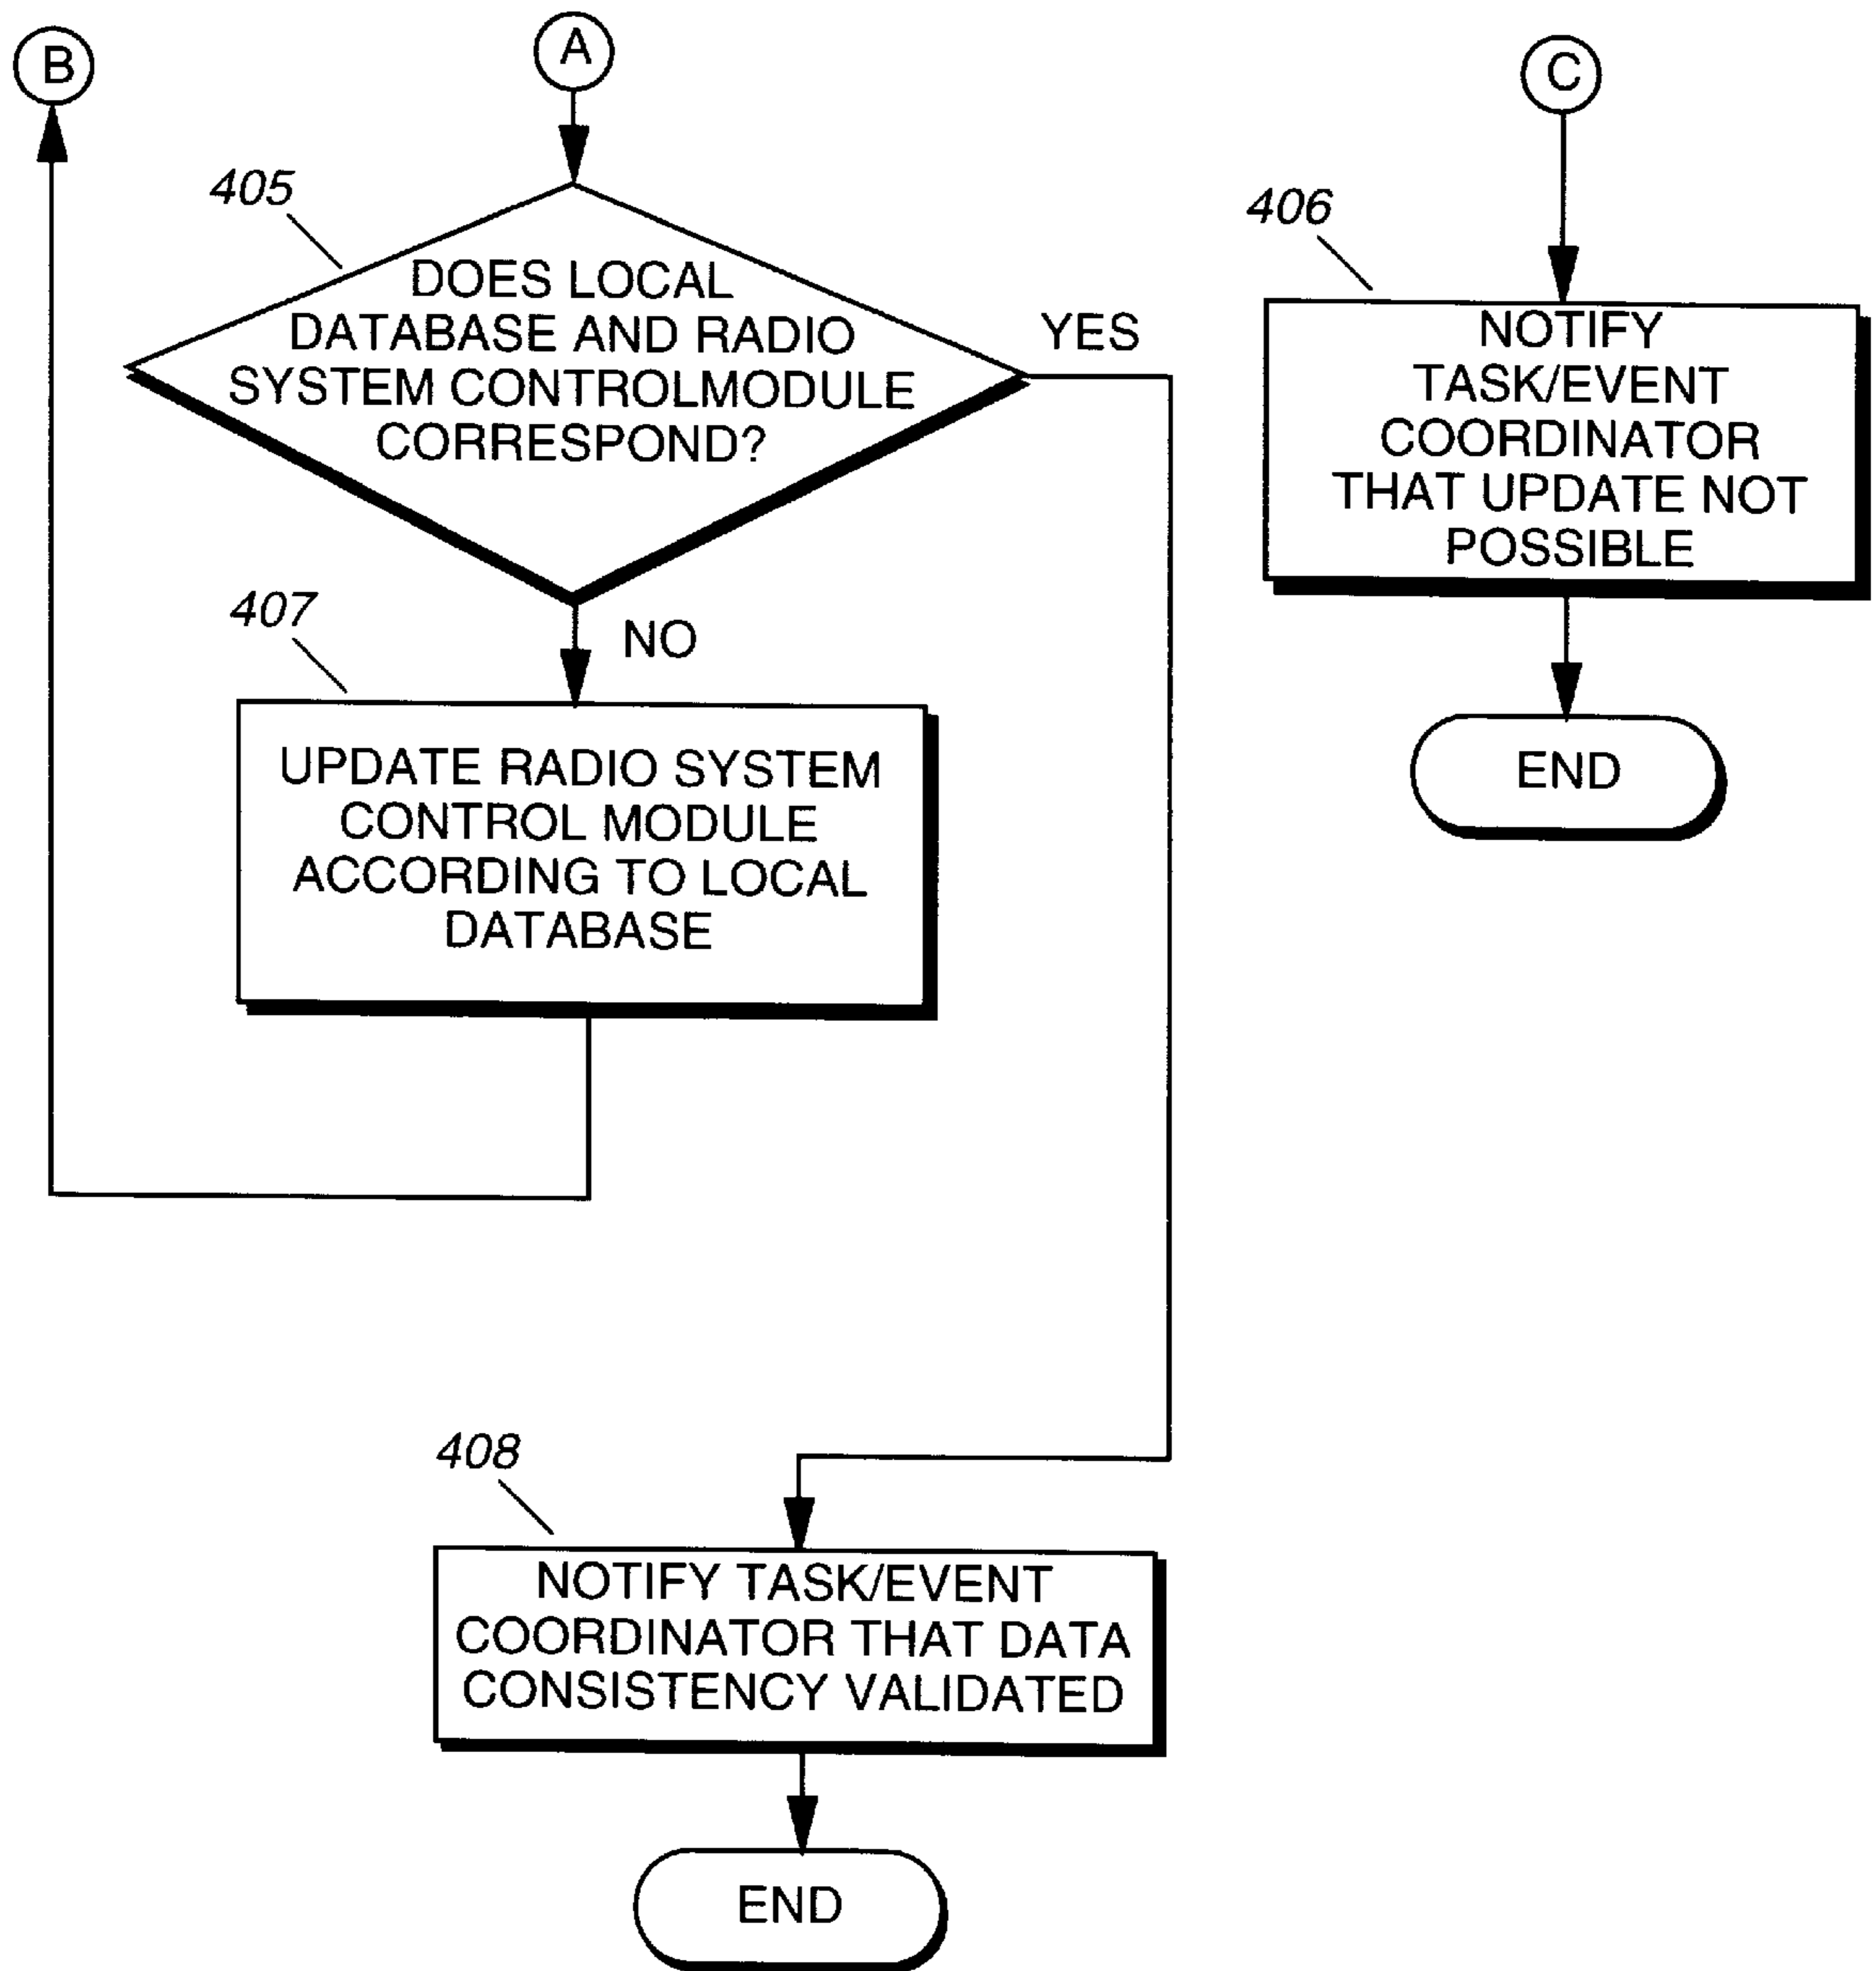 B
A
C
405
DOES LOCAL
DATABASE AND RADIO
SYSTEM CONTROLMODULE
CORRESPOND?
YES
406
NOTIFY
TASK/EVENT
COORDINATOR
THAT UPDATE NOT
POSSIBLE
407
NO
UPDATE RADIO SYSTEM
CONTROL MODULE
ACCORDING TO LOCAL
DATABASE
END
408
NOTIFY TASK/EVENT
COORDINATOR THAT DATA
CONSISTENCY VALIDATED
END